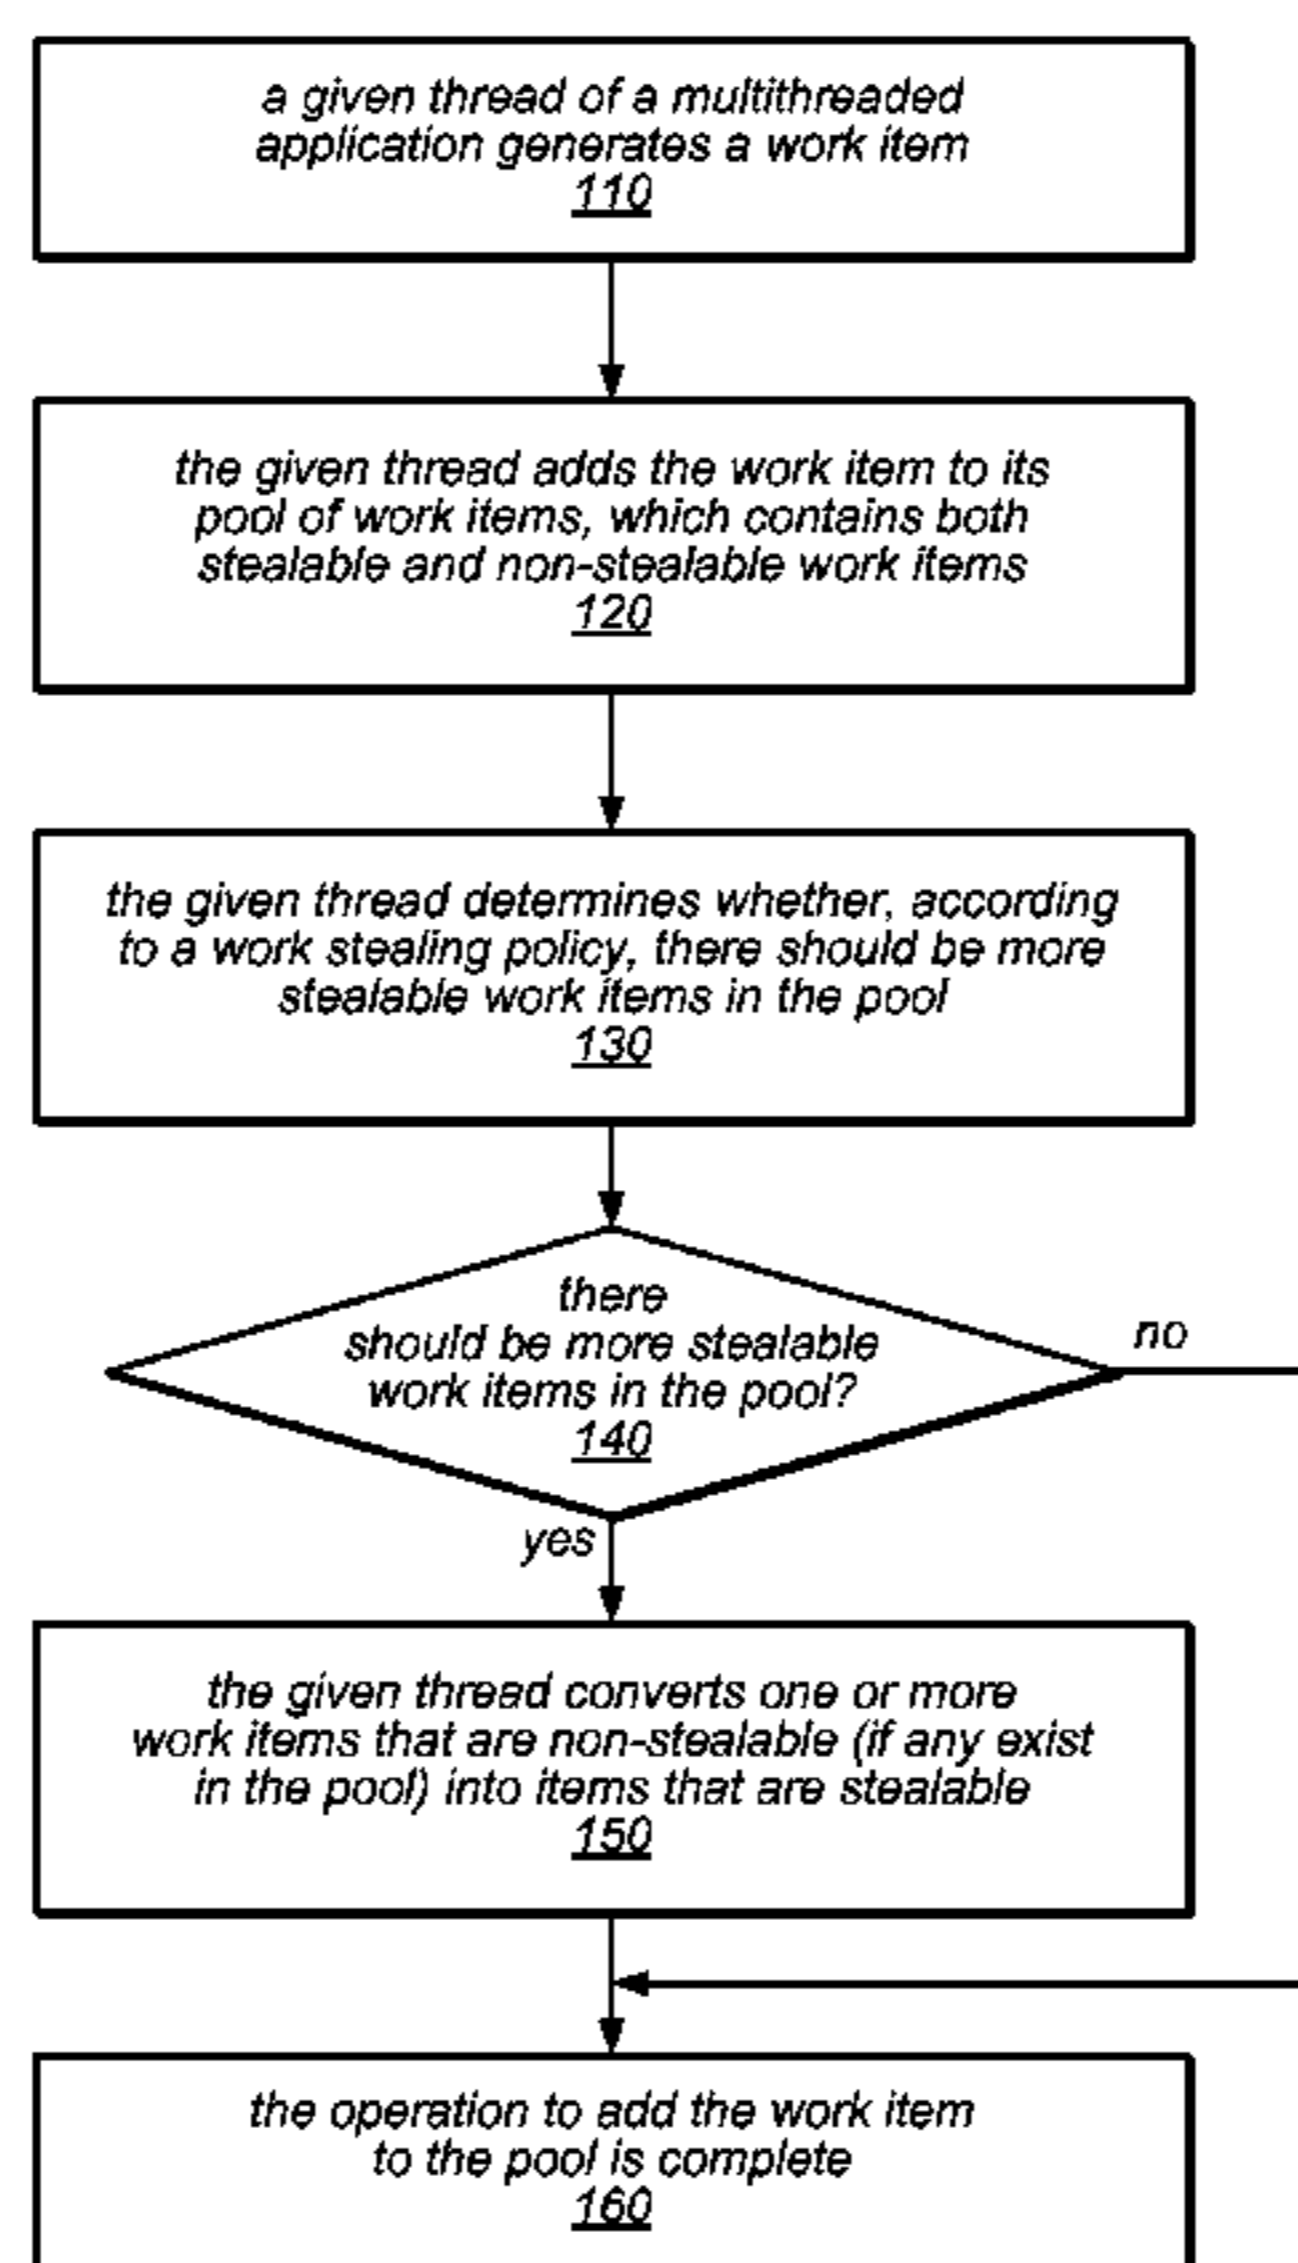 a given thread of a multithreaded
application generates a work item
110
the given thread adds the work item to its
pool of work items, which contains both
stealable and non-stealable work items
120
the given thread determines whether, according
to a work stealing policy, there should be more
stealable work items in the pool
130
there
should be more stealable
work items in the pool?
140
no
yes
the given thread converts one or more
work items that are non-stealable (if any exist
in the pool) into items that are stealable
150
the operation to add the work item
to the pool is complete
160